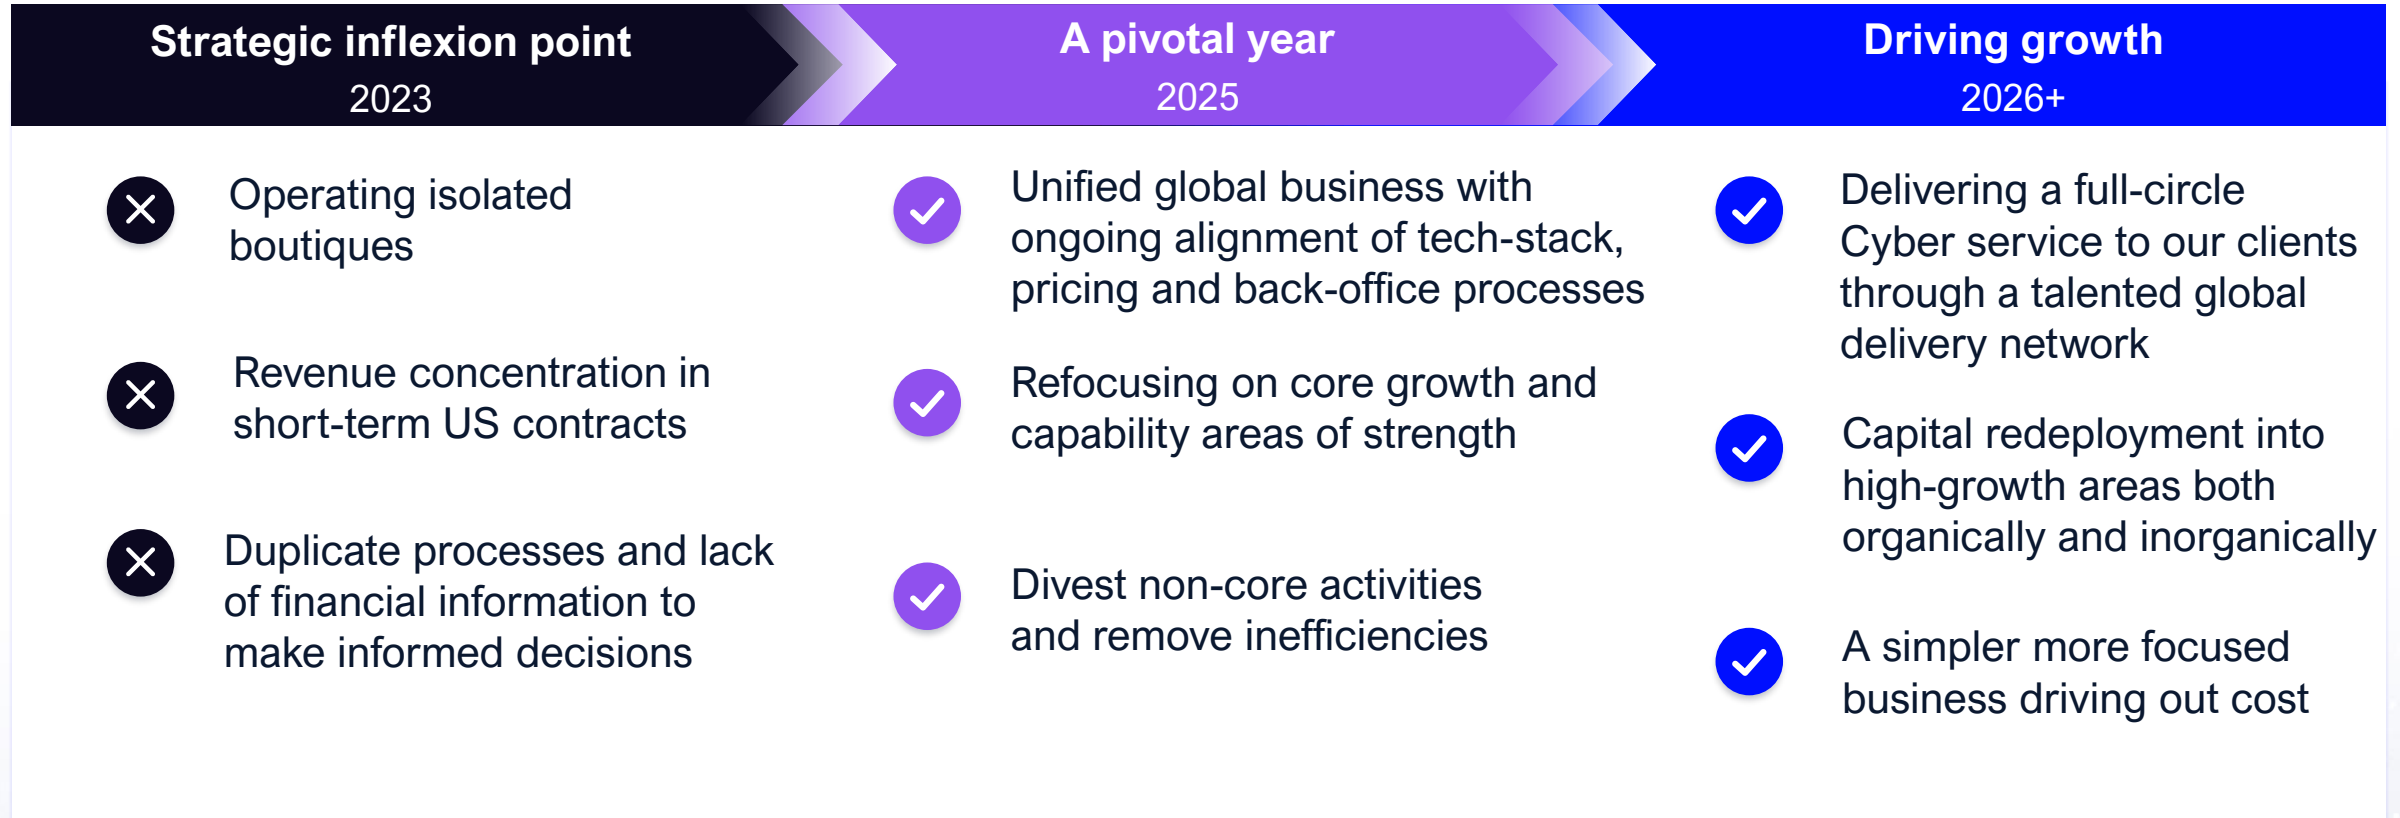 Strategic inflexion point
2023
Operating isolated
boutiques
Revenue concentration in
short-term US contracts
Duplicate processes and lack
of financial information to
make informed decisions
A pivotal year
2025
Unified global business with
ongoing alignment of tech-stack,
pricing and back-office processes
Refocusing on core growth and
capability areas of strength
Divest non-core activities
and remove inefficiencies
Driving growth
2026+
Delivering a full-circle
Cyber service to our clients
through a talented global
delivery network
Capital redeployment into
high-growth areas both
organically and inorganically
A simpler more focused
business driving out cost